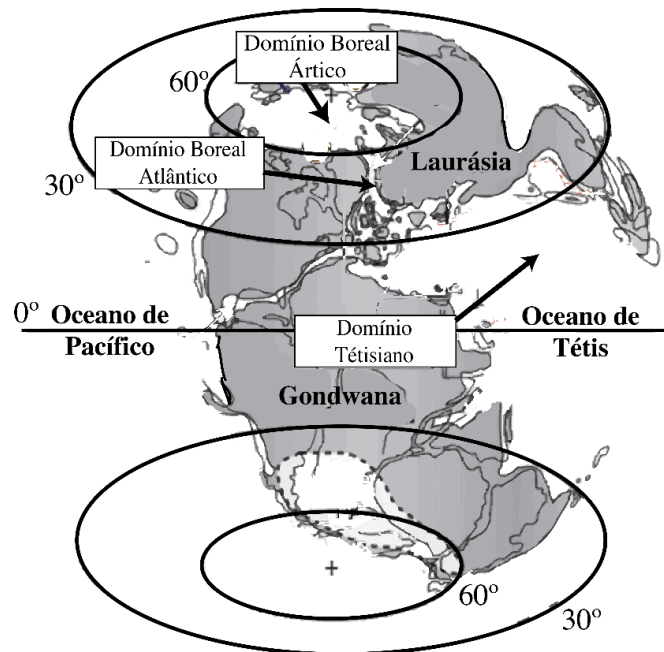 Domínio Boreal
Ártico
60º
Domínio Boreal
Atlântico
Laurásia
30º
0º
Oceano de
Pacífico
Domínio
Tétisiano
Oceano de
Tétis
Gondwana
60º
30º